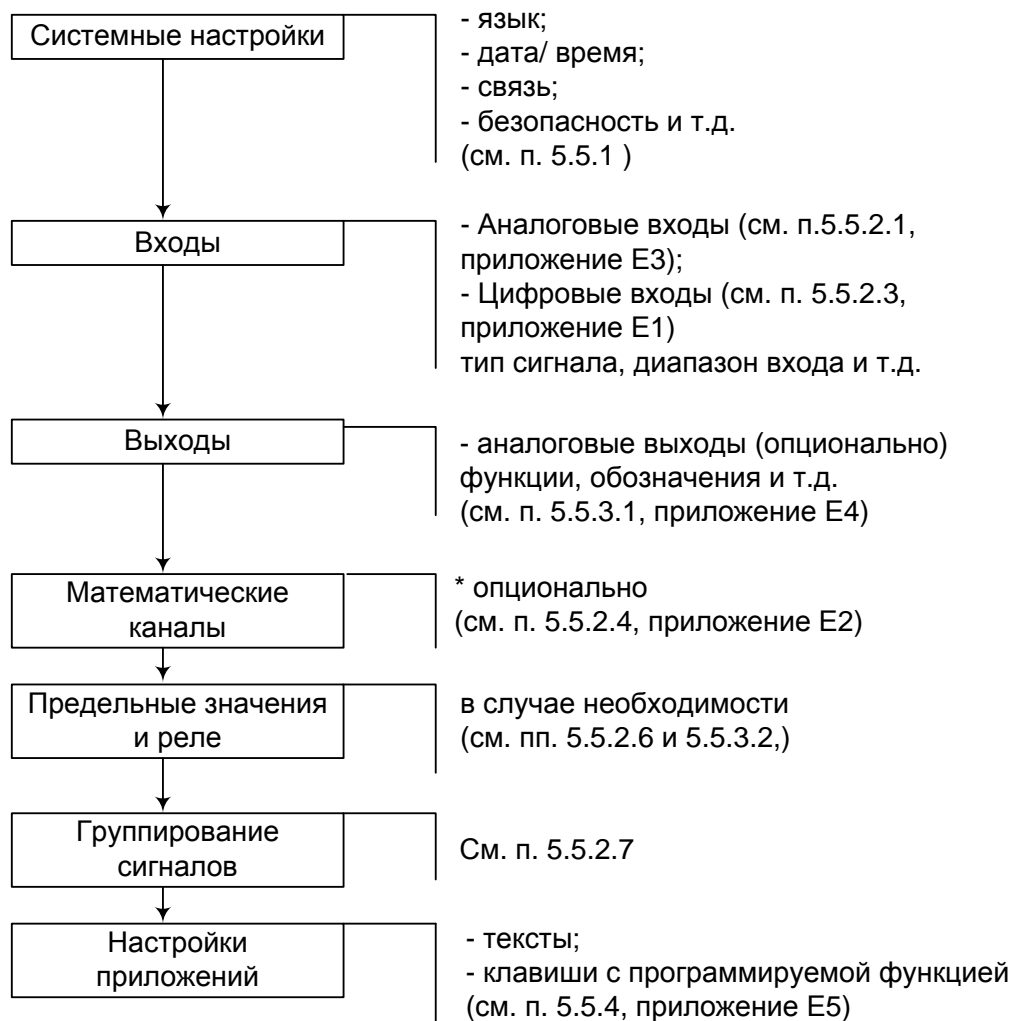 Системные настройки
- язык;
- дата/ время;
- связь;
- безопасность и т.д.
(см. п. 5.5.1 )
Входы
- Аналоговые входы (см. п.5.5.2.1,
приложение Е3);
- Цифровые входы (см. п. 5.5.2.3,
приложение Е1)
тип сигнала, диапазон входа и т.д.
Выходы
- аналоговые выходы (опционально)
функции, обозначения и т.д.
(см. п. 5.5.3.1, приложение Е4)
Математические
каналы
* опционально
(см. п. 5.5.2.4, приложение Е2)
Предельные значения
и реле
в случае необходимости
(см. пп. 5.5.2.6 и 5.5.3.2,)
Группирование
сигналов
См. п. 5.5.2.7
Настройки
приложений
- тексты;
- клавиши с программируемой функцией
(см. п. 5.5.4, приложение Е5)